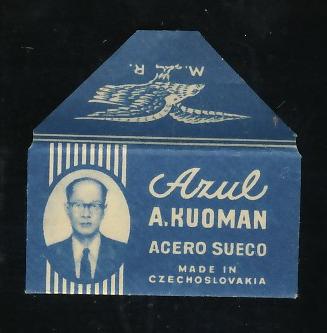 M. R.
Azul
A. KUOMAN
ACERO SUECO
MADE IN
CZECHOSLOVAKIA